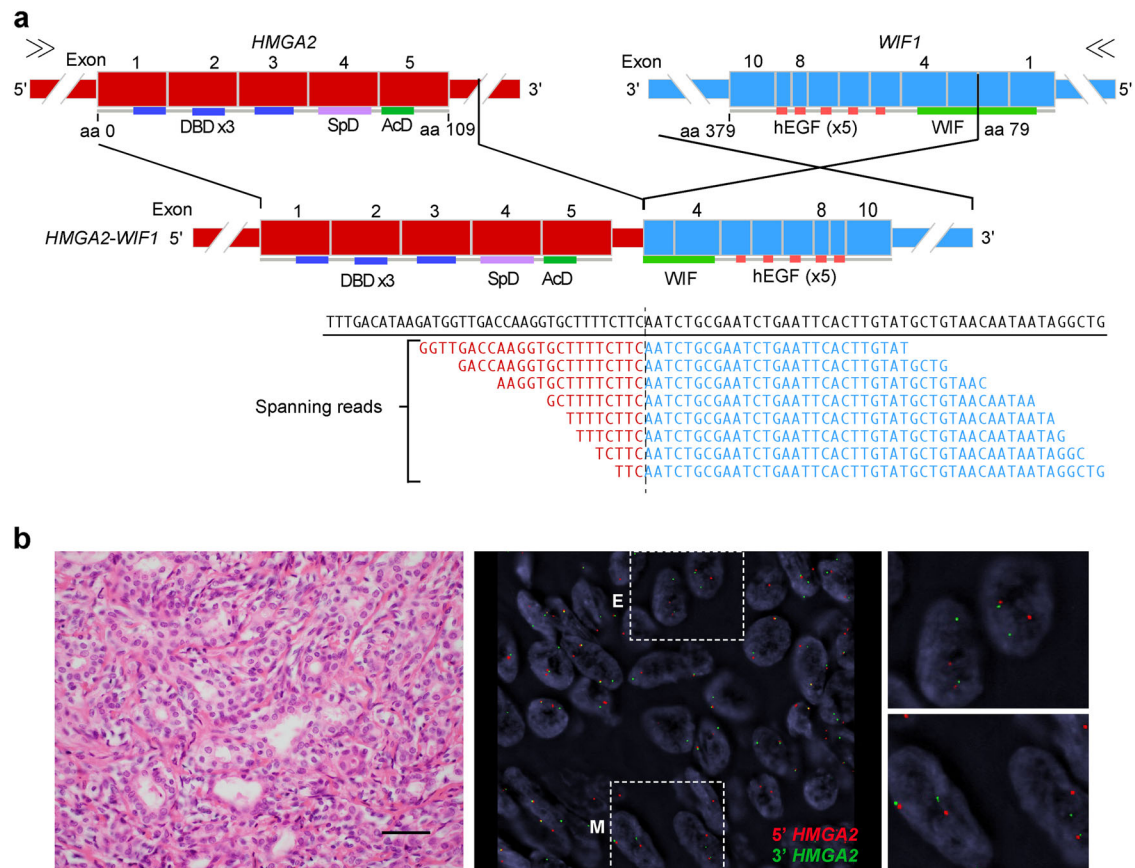 a
HMGA2
WIF1
Exon 1 2 3 4 5
Exon 10 8 4 1
5' 3'
3' 5'
DBD x3 SpD AcD
hEGF (x5) WIF
aa 0 aa 109
aa 379 aa 79
Exon 1 2 3 4 5 4 8 10
HMGA2-WIF1 5' 3'
DBD x3 SpD AcD WIF hEGF (x5)
TTTGACATAAGATGGTTGACCAAGGTGCTTTTCTTCAATCTGCGAATCTGAATTCACTTGTATGCTGTAACAATAATAGGCTG
Spanning reads
GGTTGACCAAGGTGCTTTTCTTCAATCTGCGAATCTGAATTCACTTGTAT
GACCAAGGTGCTTTTCTTCAATCTGCGAATCTGAATTCACTTGTATGCTG
AAGGTGCTTTTCTTCAATCTGCGAATCTGAATTCACTTGTATGCTGTAAC
GCTTTTCTTCAATCTGCGAATCTGAATTCACTTGTATGCTGTAACAATAA
TTTTCTTCAATCTGCGAATCTGAATTCACTTGTATGCTGTAACAATAATA
TTTCTTCAATCTGCGAATCTGAATTCACTTGTATGCTGTAACAATAATAG
TCTTCAATCTGCGAATCTGAATTCACTTGTATGCTGTAACAATAATAGGC
TTCAATCTGCGAATCTGAATTCACTTGTATGCTGTAACAATAATAGGCTG
b
E
M
5' HMGA2
3' HMGA2